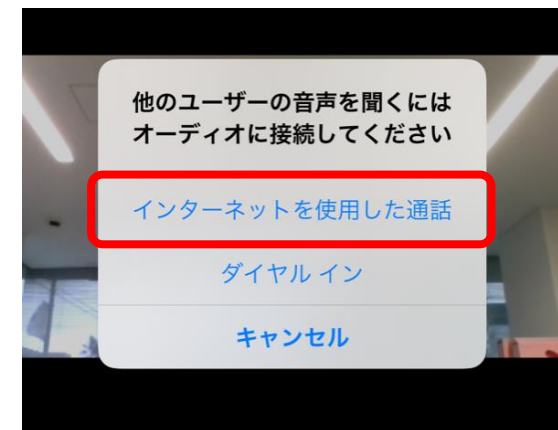 他のユーザーの音声を聞くには
オーディオに接続してください
インターネットを使用した通話
ダイヤル イン
キャンセル